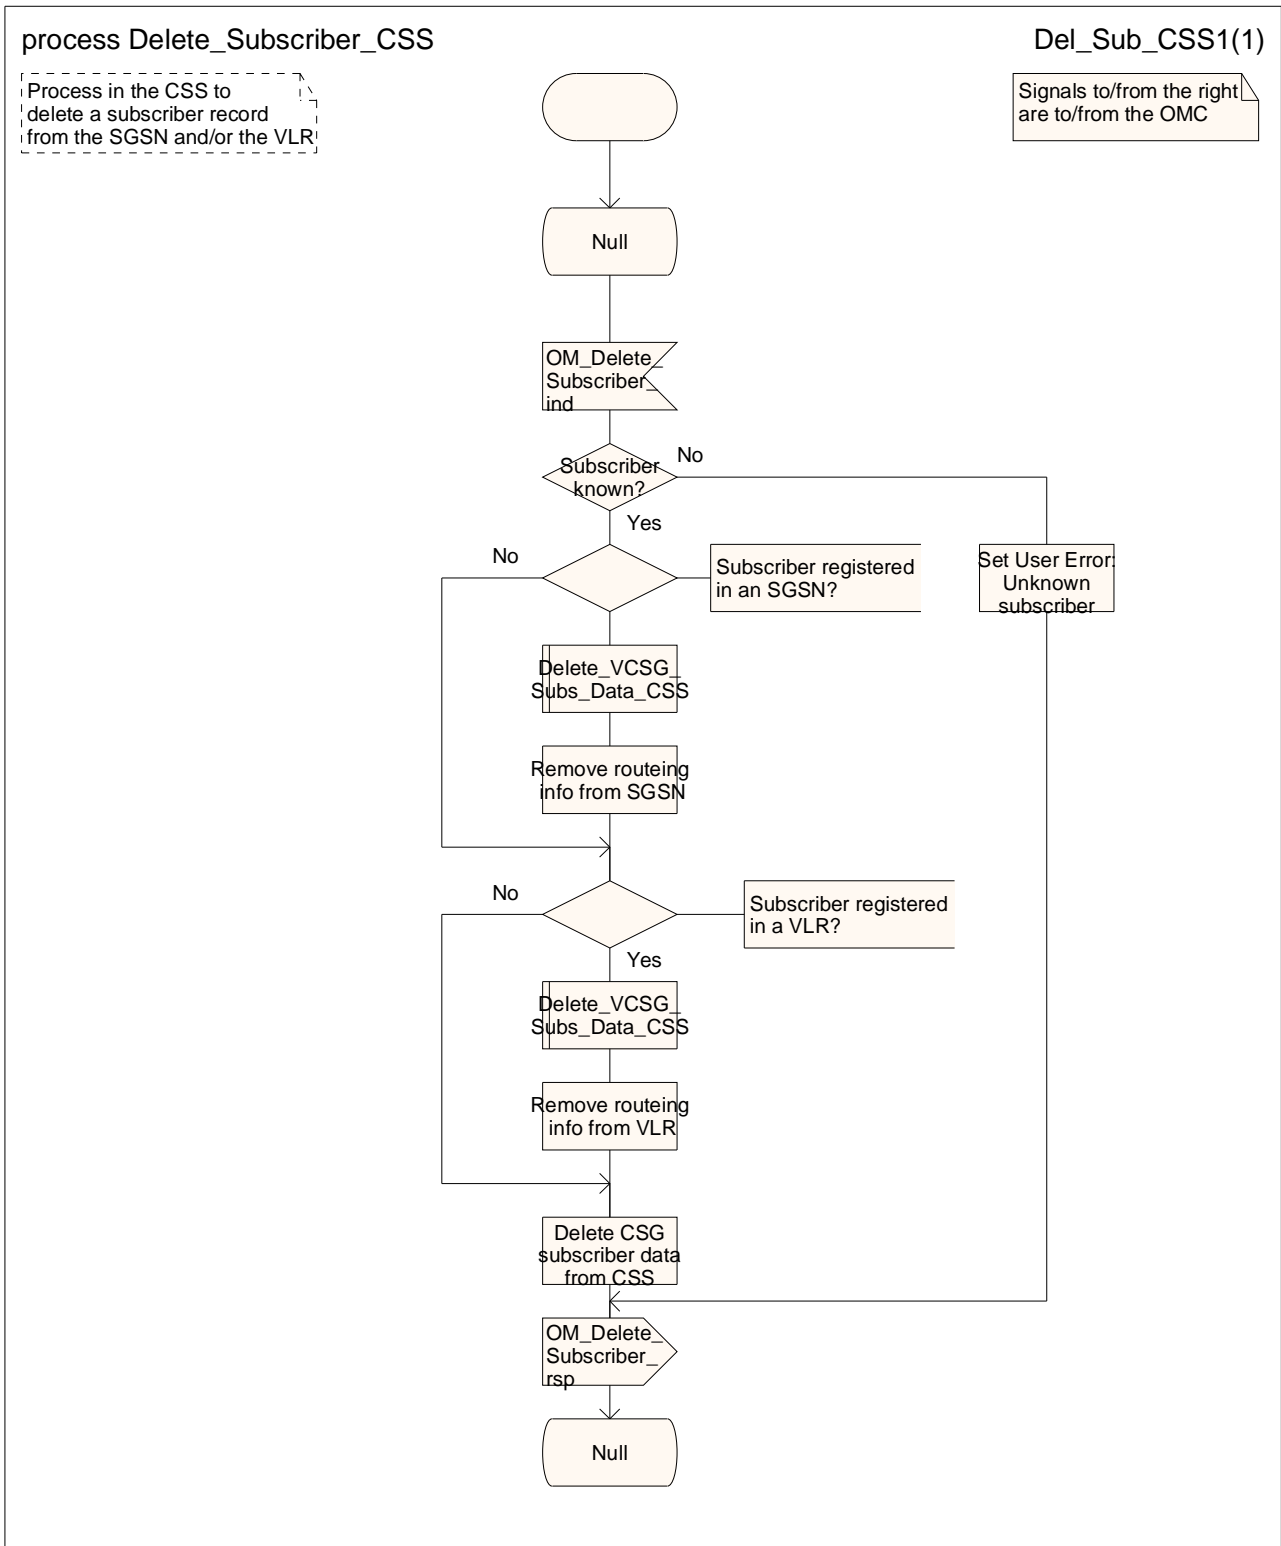 process Delete_Subscriber_CSS
Del_Sub_CSS1(1)
Process in the CSS to
delete a subscriber record
from the SGSN and/or the VLR
Signals to/from the right
are to/from the OMC
Null
OM_Delete_
Subscriber_
ind
Subscriber
known?
No
Yes
No
Subscriber registered
in an SGSN?
Set User Error:
Unknown
subscriber
Delete_VCSG_
Subs_Data_CSS
Remove routeing
info from SGSN
No
Subscriber registered
in a VLR?
Yes
Delete_VCSG_
Subs_Data_CSS
Remove routeing
info from VLR
Delete CSG
subscriber data
from CSS
OM_Delete_
Subscriber_
rsp
Null